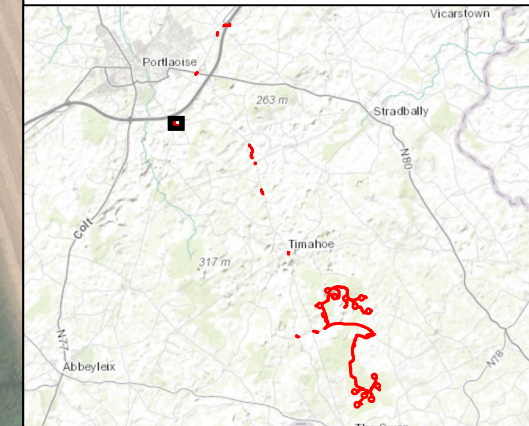 Vicarstown
Portlaoise
263 m
Stradbally
N80
Colt
Timahoe
317 m
N77
N78
Abbeyleix